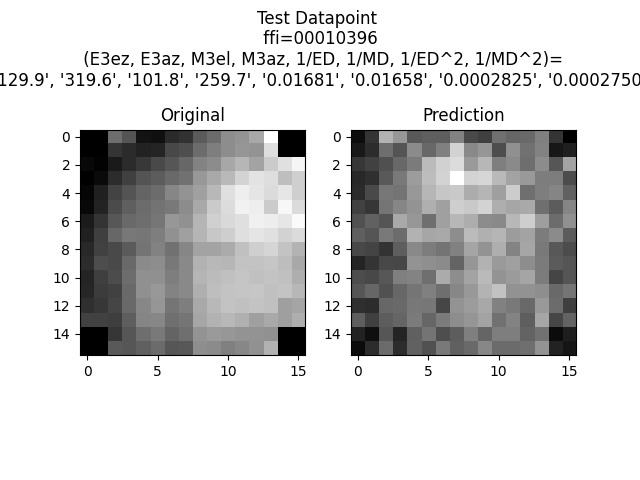 Test Datapoint
ffi=00010396
(E3ez, E3az, M3el, M3az, 1/ED, 1/MD, 1/ED^2, 1/MD^2)=
129.9', '319.6', '101.8', '259.7', '0.01681', '0.01658', '0.0002825', '0.0002750
Original Prediction
0 0
2 2
4 4
6 6
8 8
10 10
12 12
14 14
0 5 10 15 0 5 10 15